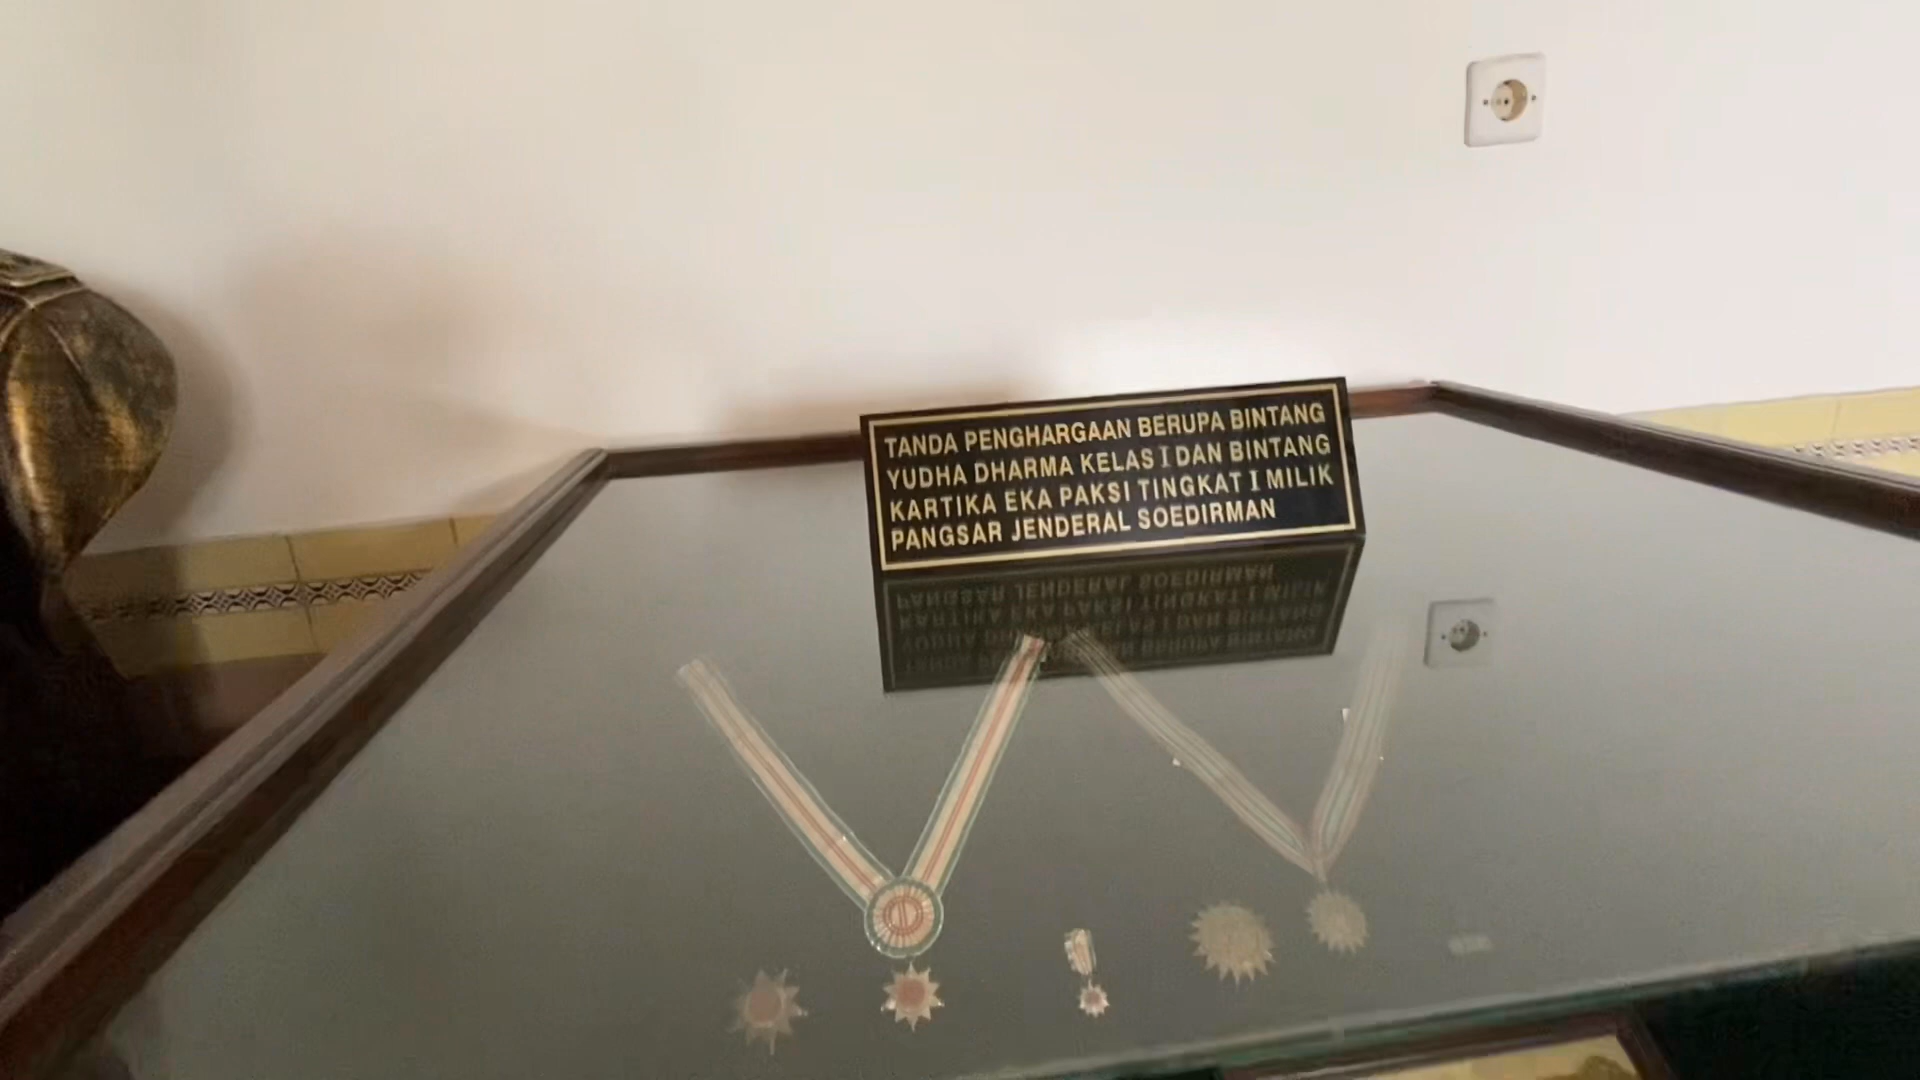 TANDA PENGHARGAAN BERUPA BINTANG
YUDHA DHARMA KELAS I DAN BINTANG
KARTIKA EKA PAKSI TINGKAT I MILIK
PANGSAR JENDERAL SOEDIRMAN